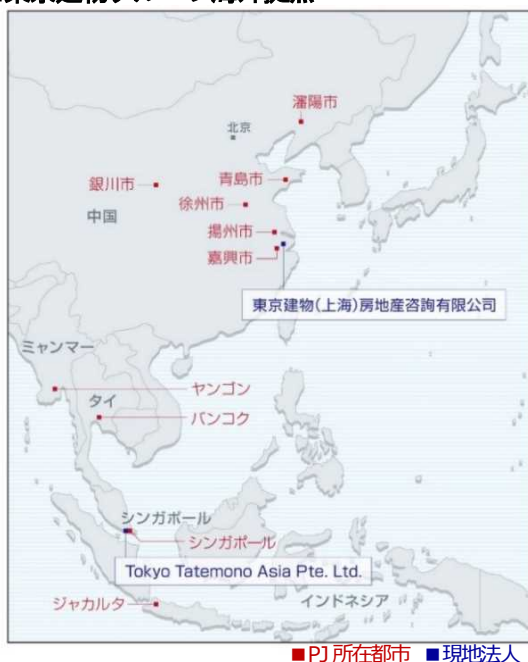 瀋陽市
北京
銀川市
青島市
徐州市
中国
揚州市
嘉興市
東京建物(上海)房地産咨詢有限公司
ミャンマー
ヤンゴン
タイ
バンコク
シンガポール
シンガポール
Tokyo Tatemono Asia Pte. Ltd.
ジャカルタ
インドネシア
■PJ 所在都市 ■現地法人